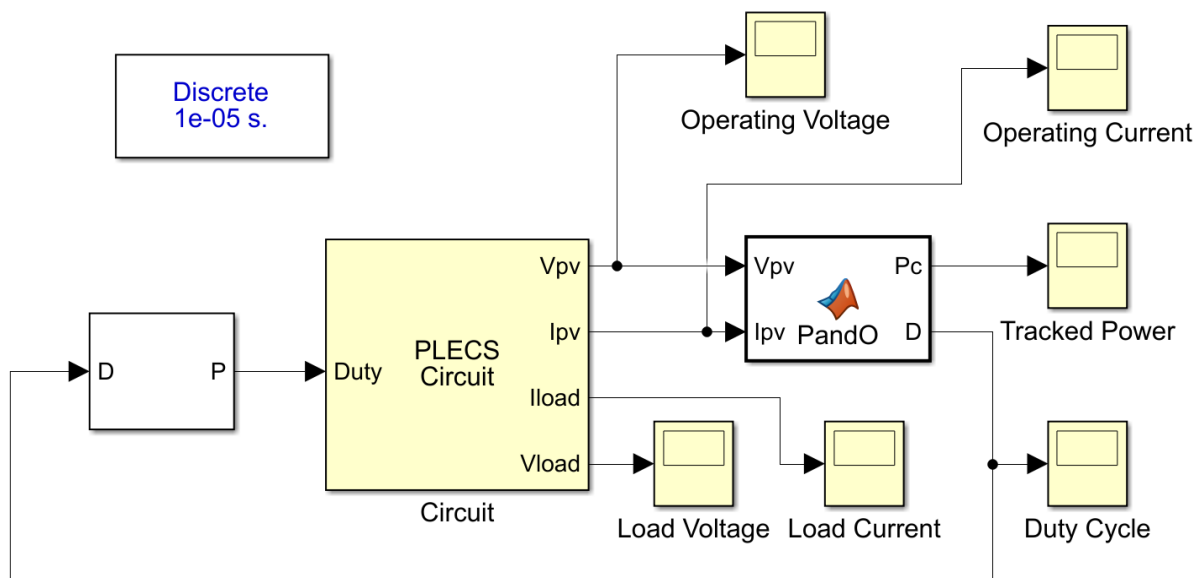 Discrete
1e-05 s.
Operating Voltage
Operating Current
Vpv
Ipv
Iload
Vload
Duty
PLECS
Circuit
Circuit
Vpv
Ipv
Pc
D
PandO
Tracked Power
D
P
Load Voltage
Load Current
Duty Cycle